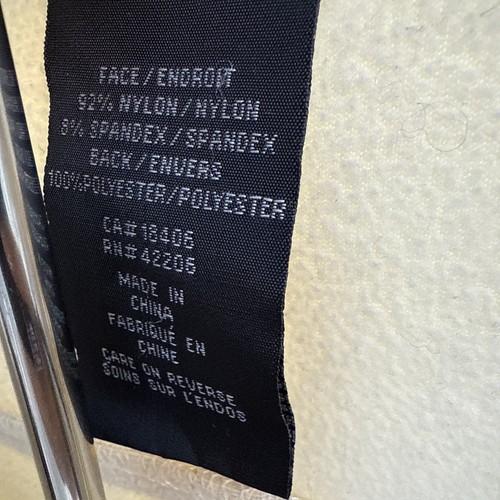 FACE/ENDROIT
92% NYLON/NYLON
8% SPANDEX/SPANDEX
BACK/ENVERS
100%POLYESTER/POLYESTER
CA#18406
RN#42206
MADE IN
CHINA
FABRIQUÉ EN
CHINE
CARE ON REVERSE
SOINS SUR L'ENDOS